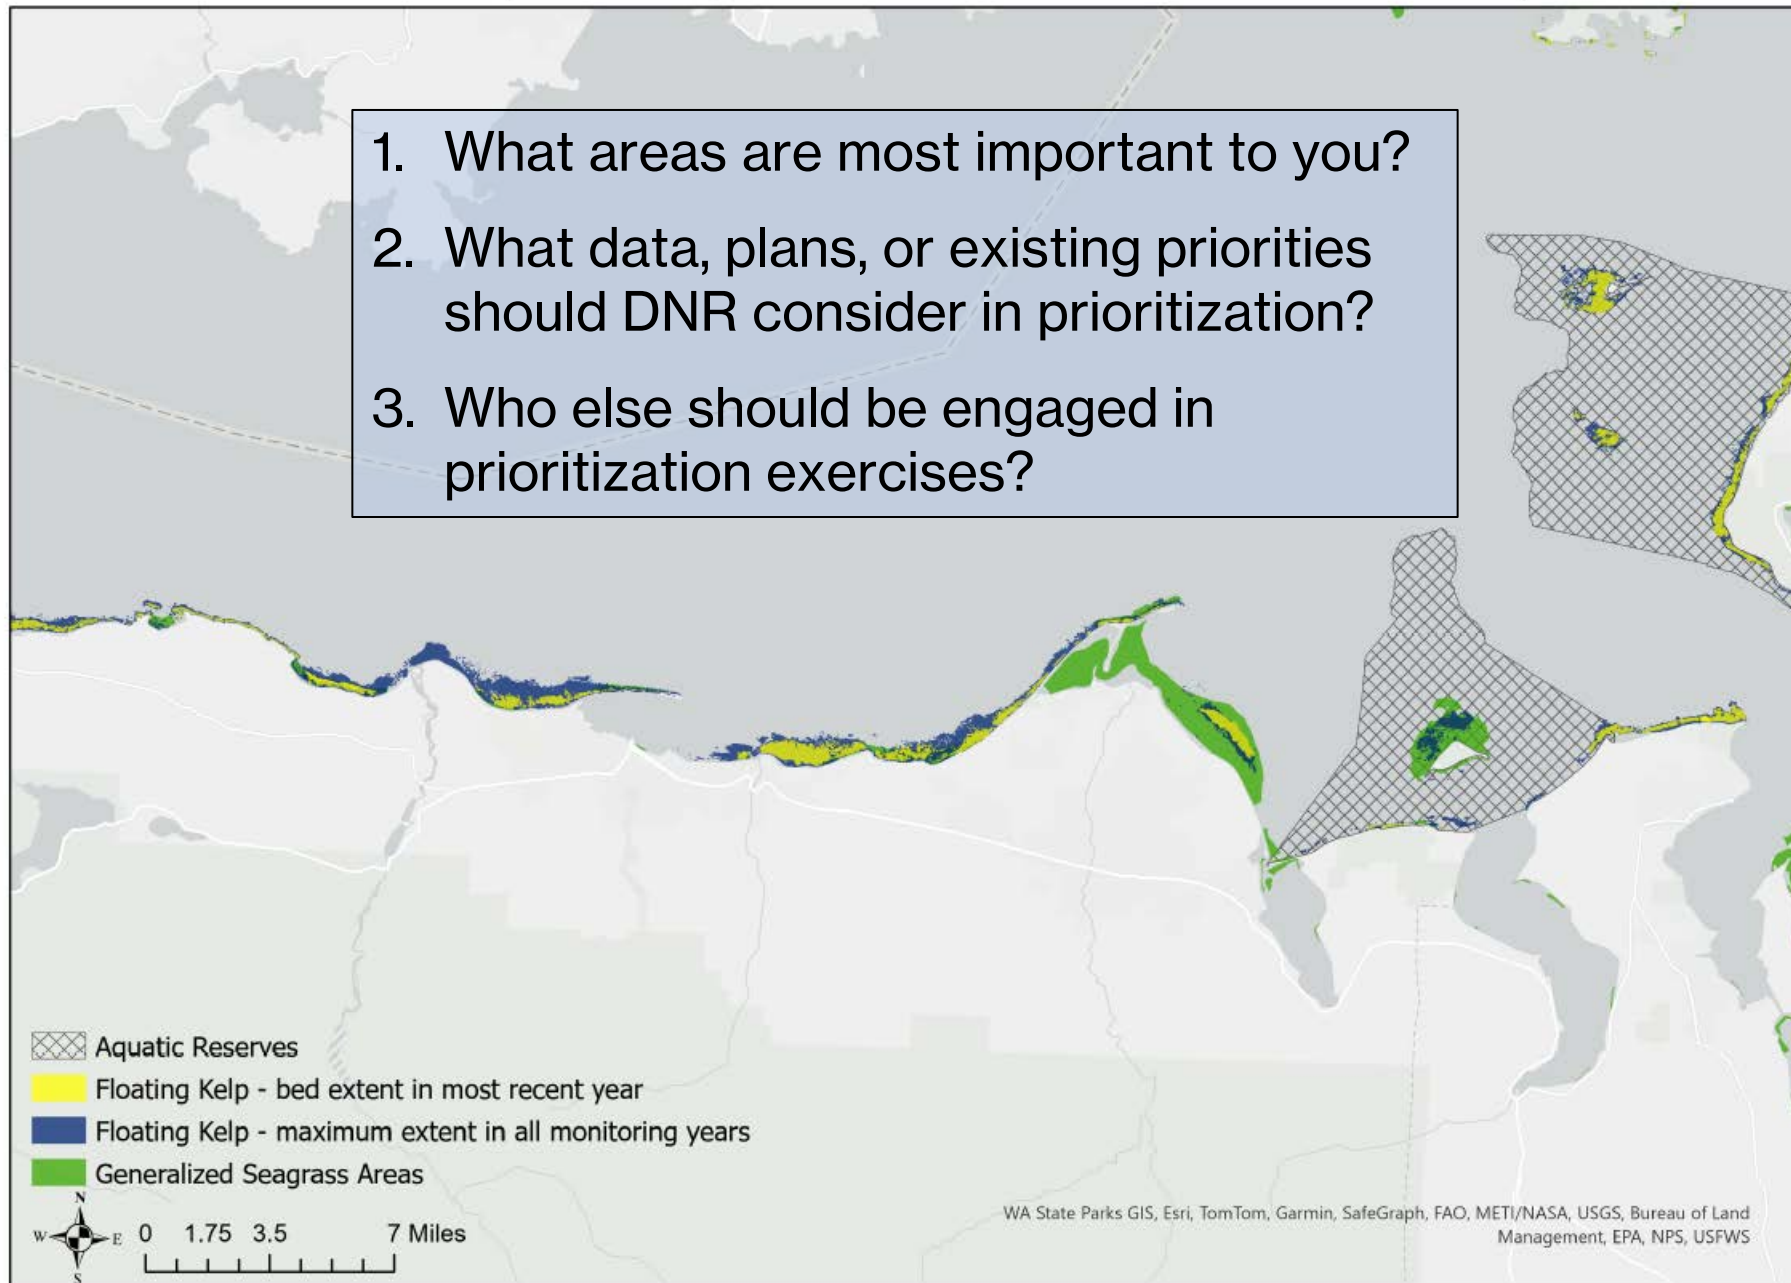 1. What areas are most important to you?
2. What data, plans, or existing priorities
should DNR consider in prioritization?
3. Who else should be engaged in
prioritization exercises?
Aquatic Reserves
Floating Kelp - bed extent in most recent year
Floating Kelp - maximum extent in all monitoring years
Generalized Seagrass Areas
N
W E
S
0 1.75 3.5 7 Miles
WA State Parks GIS, Esri, TomTom, Garmin, SafeGraph, FAO, METI/NASA, USGS, Bureau of Land
Management, EPA, NPS, USFWS